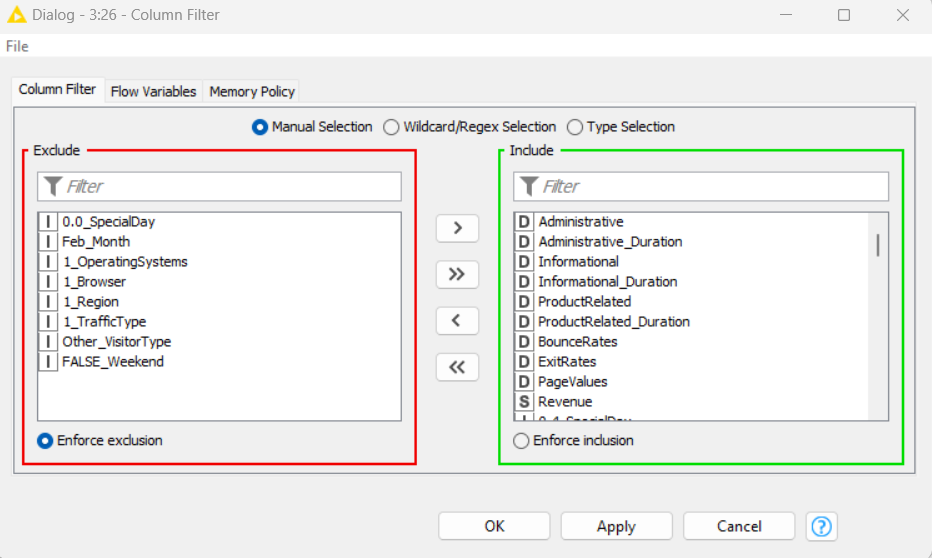 Dialog - 3:26 - Column Filter
File
Column Filter
Flow Variables
Memory Policy
Manual Selection
Wildcard/Regex Selection
Type Selection
Exclude
Filter
I 0.0_SpecialDay
I Feb_Month
I 1_OperatingSystems
I 1_Browser
I 1_Region
I 1_TrafficType
I Other_VisitorType
I FALSE_Weekend
Enforce exclusion
>
>>
<
<<
Include
Filter
D Administrative
D Administrative_Duration
D Informational
D Informational_Duration
D ProductRelated
D ProductRelated_Duration
D BounceRates
D ExitRates
D PageValues
S Revenue
Enforce inclusion
OK
Apply
Cancel
?